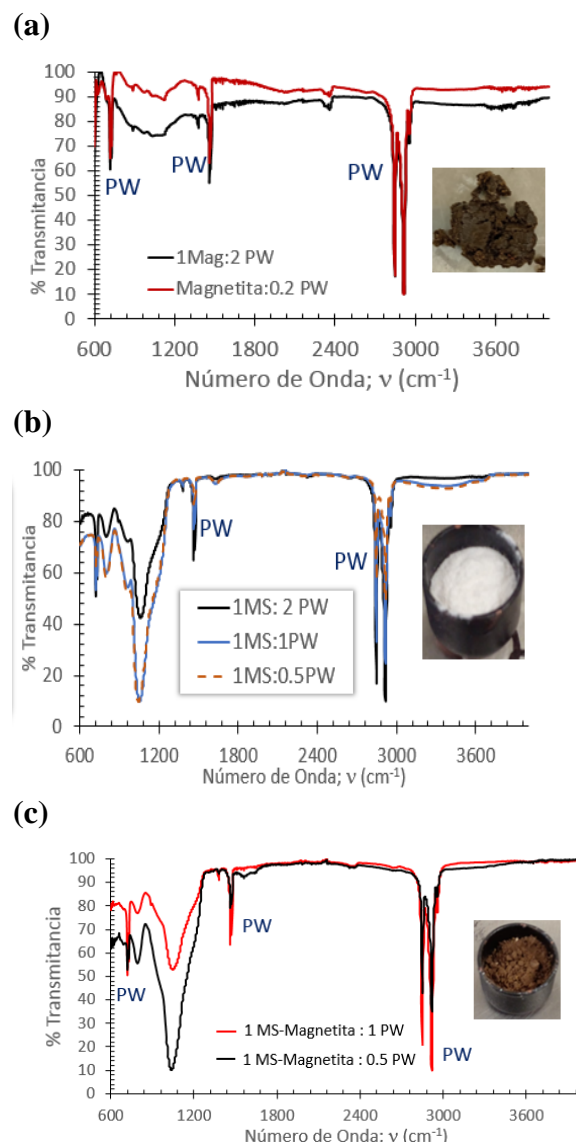 (a)
100
90
80
70
60
50
40
30
20
10
0
% Transmitancia
PW
PW
PW
1Mag:2 PW
Magnetita:0.2 PW
600 1200 1800 2400 3000 3600
Número de Onda; ν (cm-1)
(b)
100
80
60
40
20
0
% Transmitancia
PW
PW
1MS: 2 PW
1MS:1PW
1MS:0.5PW
600 1200 1800 2400 3000 3600
Número de Onda; ν (cm-1)
(c)
100
90
80
70
60
50
40
30
20
10
0
% Transmitancia
PW
PW
PW
1 MS-Magnetita : 1 PW
1 MS-Magnetita : 0.5 PW
600 1200 1800 2400 3000 3600
Número de Onda; ν (cm-1)